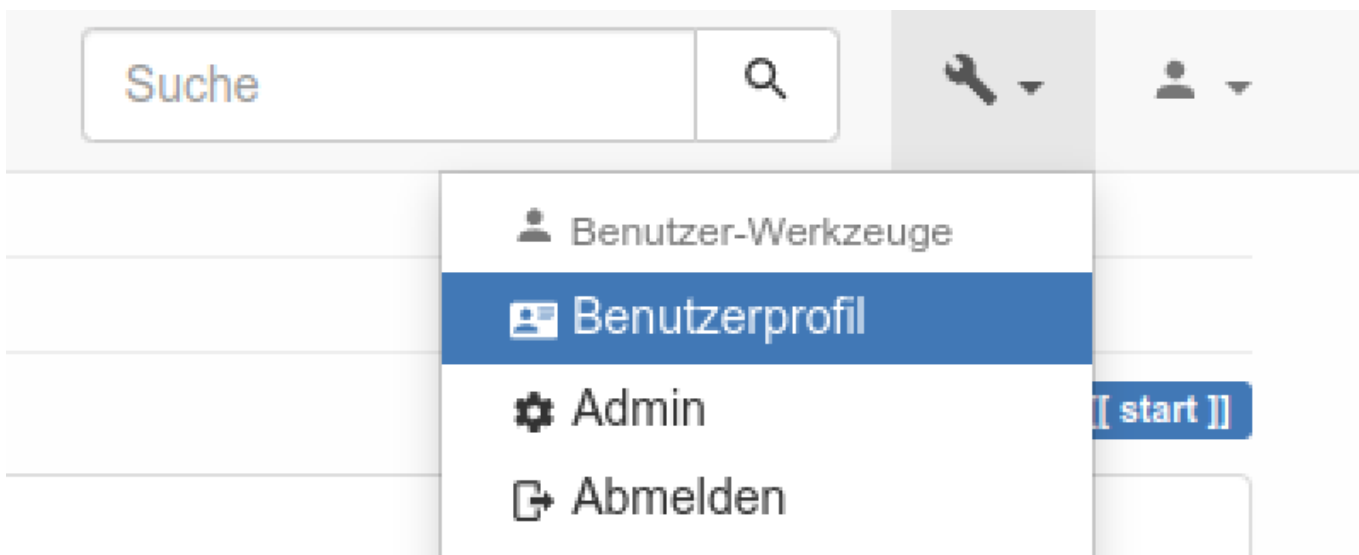 Suche
Benutzer-Werkzeuge
Benutzerprofil
Admin
[[ start ]]
Abmelden